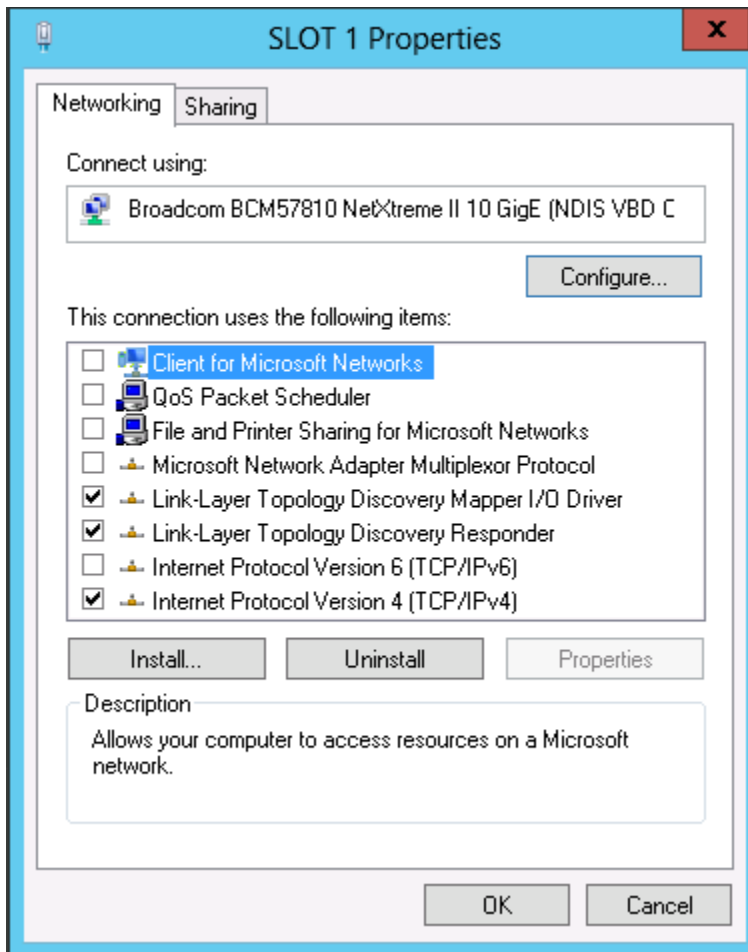 SLOT 1 Properties
x
Networking
Sharing
Connect using:
Broadcom BCM57810 NetXtreme II 10 GigE (NDIS VBD C
Configure...
This connection uses the following items:
Client for Microsoft Networks
QoS Packet Scheduler
File and Printer Sharing for Microsoft Networks
Microsoft Network Adapter Multiplexor Protocol
Link-Layer Topology Discovery Mapper I/O Driver
Link-Layer Topology Discovery Responder
Internet Protocol Version 6 (TCP/IPv6)
Internet Protocol Version 4 (TCP/IPv4)
Install...
Uninstall
Properties
Description
Allows your computer to access resources on a Microsoft
network.
OK
Cancel